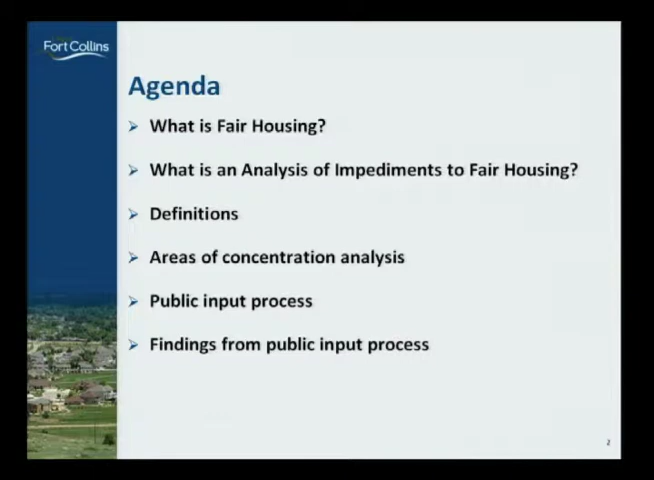 Fort Collins
Agenda
What is Fair Housing?
What is an Analysis of Impediments to Fair Housing?
Definitions
Areas of concentration analysis
Public input process
Findings from public input process
2